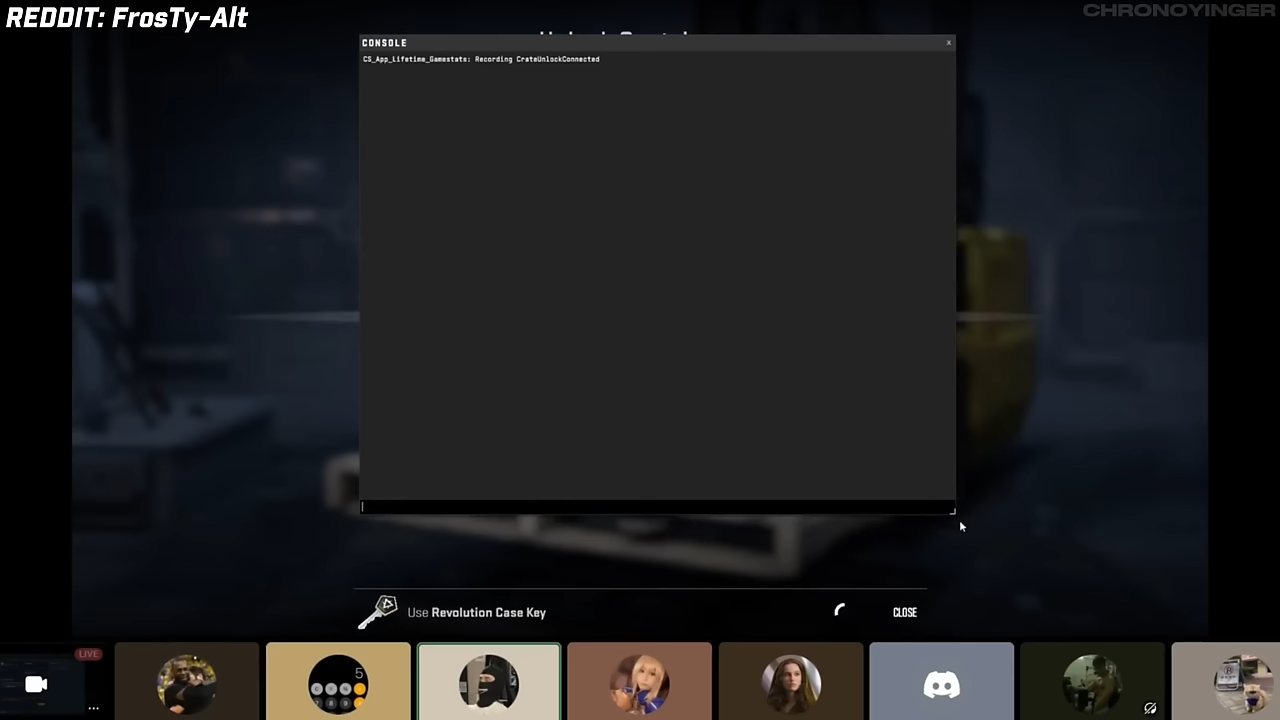 REDDIT: FrosTy-Alt
CHRONOYINGER
CONSOLE
x
CS_App_Lifetime_Gamestats: Recording CrateUnlockConnected
Use Revolution Case Key
CLOSE
LIVE
5